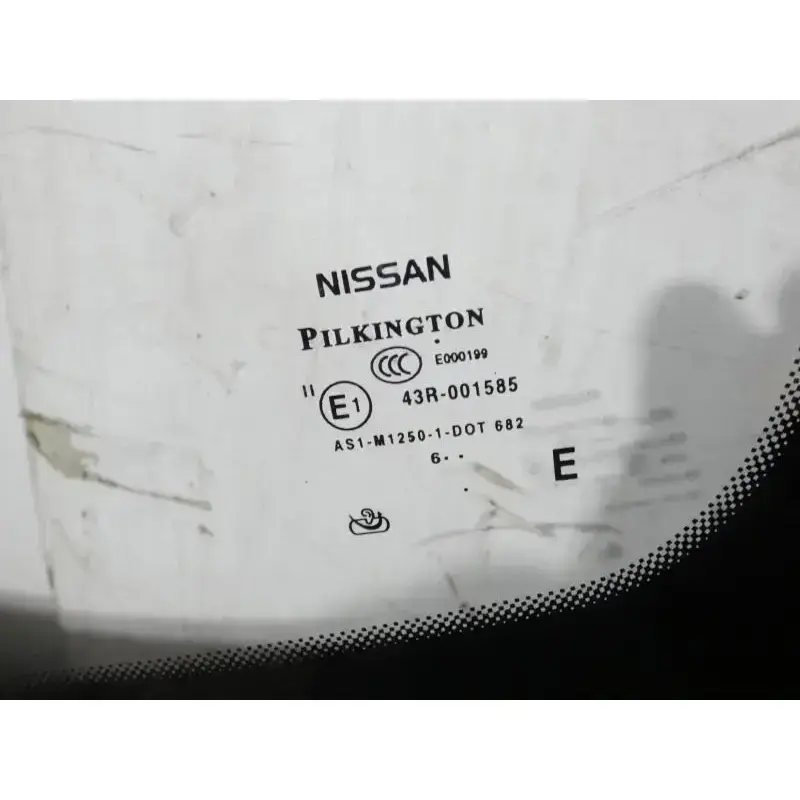 NISSAN
PILKINGTON
CCC E000199
II E1 43R-001585
AS1-M1250-1-DOT 682
6. .
E